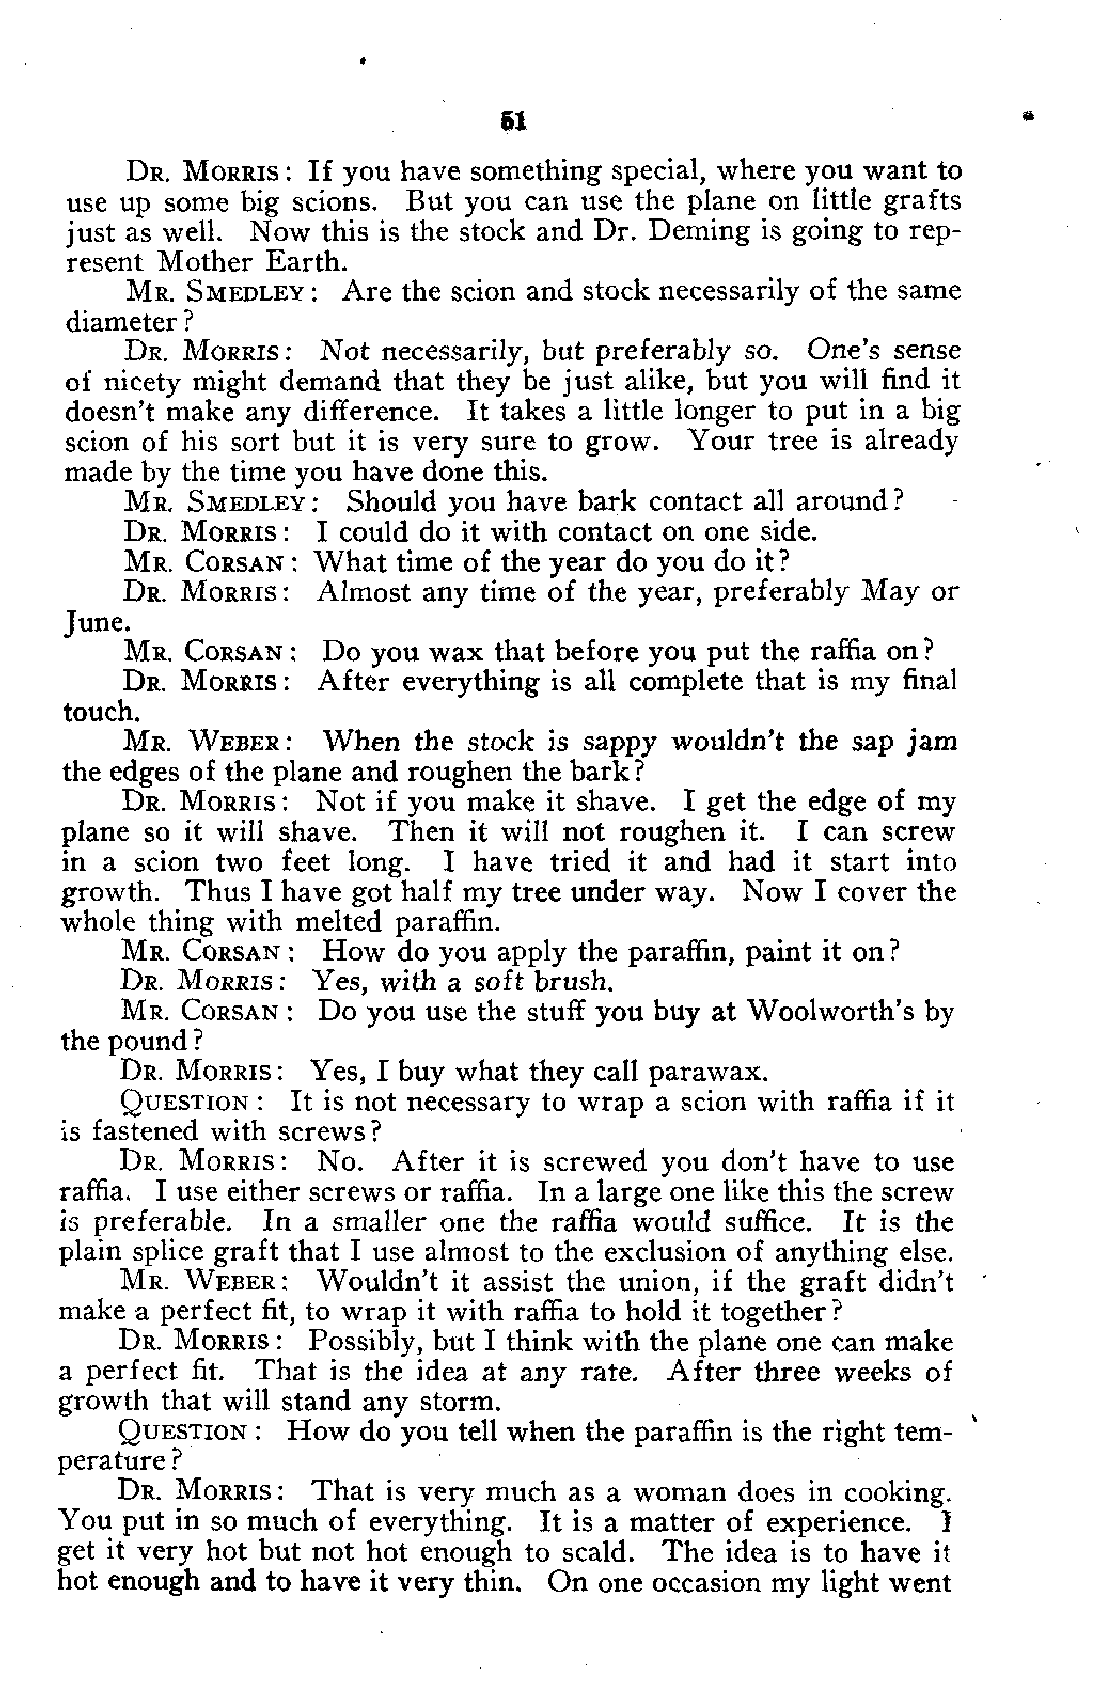 51
DR. MORRIS: If you have something special, where you want to
use up some big scions. But you can use the plane on little grafts
just as well. Now this is the stock and Dr. Deming is going to rep-
resent Mother Earth.
MR. SMEDLEY: Are the scion and stock necessarily of the same
diameter?
DR. MORRIS: Not necessarily, but preferably so. One's sense
of nicety might demand that they be just alike, but you will find it
doesn't make any difference. It takes a little longer to put in a big
scion of his sort but it is very sure to grow. Your tree is already
made by the time you have done this.
MR. SMEDLEY: Should you have bark contact all around?
DR. MORRIS: I could do it with contact on one side.
MR. CORSAN: What time of the year do you do it?
DR. MORRIS: Almost any time of the year, preferably May or
June.
MR. CORSAN: Do you wax that before you put the raffia on?
DR. MORRIS: After everything is all complete that is my final
touch.
MR. WEBER: When the stock is sappy wouldn't the sap jam
the edges of the plane and roughen the bark?
DR. MORRIS: Not if you make it shave. I get the edge of my
plane so it will shave. Then it will not roughen it. I can screw
in a scion two feet long. I have tried it and had it start into
growth. Thus I have got half my tree under way. Now I cover the
whole thing with melted paraffin.
MR. CORSAN: How do you apply the paraffin, paint it on?
DR. MORRIS: Yes, with a soft brush.
MR. CORSAN: Do you use the stuff you buy at Woolworth's by
the pound?
DR. MORRIS: Yes, I buy what they call parawax.
QUESTION: It is not necessary to wrap a scion with raffia if it
is fastened with screws?
DR. MORRIS: No. After it is screwed you don't have to use
raffia. I use either screws or raffia. In a large one like this the screw
is preferable. In a smaller one the raffia would suffice. It is the
plain splice graft that I use almost to the exclusion of anything else.
MR. WEBER: Wouldn't it assist the union, if the graft didn't
make a perfect fit, to wrap it with raffia to hold it together?
DR. MORRIS: Possibly, but I think with the plane one can make
a perfect fit. That is the idea at any rate. After three weeks of
growth that will stand any storm.
QUESTION: How do you tell when the paraffin is the right tem-
perature?
DR. MORRIS: That is very much as a woman does in cooking.
You put in so much of everything. It is a matter of experience. I
get it very hot but not hot enough to scald. The idea is to have it
hot enough and to have it very thin. On one occasion my light went